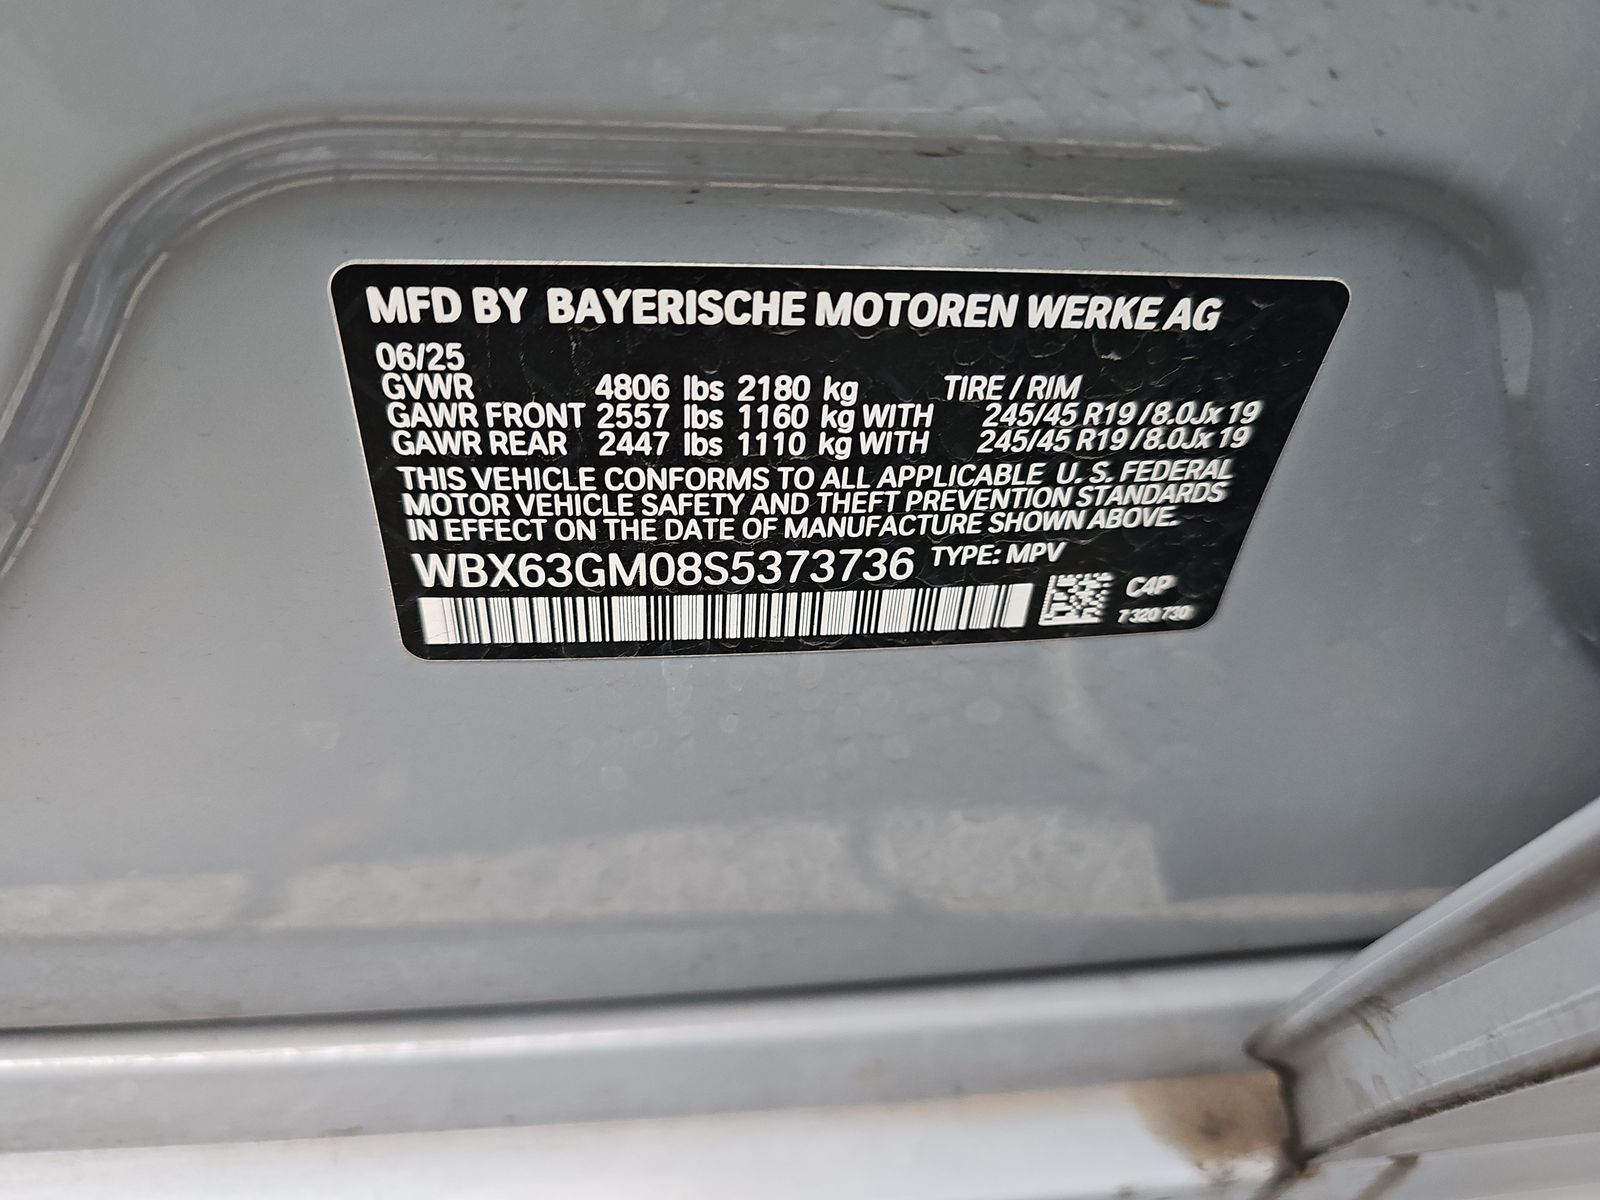 MFD BY BAYERISCHE MOTOREN WERKE AG
06/25
GVWR 4806 lbs 2180 kg TIRE / RIM
GAWR FRONT 2557 lbs 1160 kg WITH 245/45 R19 /8.0Jx 19
GAWR REAR 2447 lbs 1110 kg WITH 245/45 R19 /8.0Jx 19
THIS VEHICLE CONFORMS TO ALL APPLICABLE U. S. FEDERAL
MOTOR VEHICLE SAFETY AND THEFT PREVENTION STANDARDS
IN EFFECT ON THE DATE OF MANUFACTURE SHOWN ABOVE.
WBX63GM08S5373736 TYPE: MPV
C4P
7 320 730